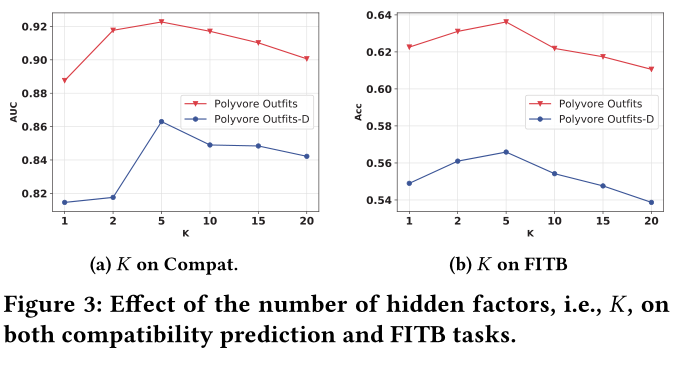 0.92
0.90
0.88
0.86
0.84
0.82
AUC
Polyvore Outfits
Polyvore Outfits-D
1 2 5 10 15 20
K
(a) K on Compat.
0.64
0.62
0.60
0.58
0.56
0.54
Acc
Polyvore Outfits
Polyvore Outfits-D
1 2 5 10 15 20
K
(b) K on FITB
Figure 3: Effect of the number of hidden factors, i.e., K, on
both compatibility prediction and FITB tasks.